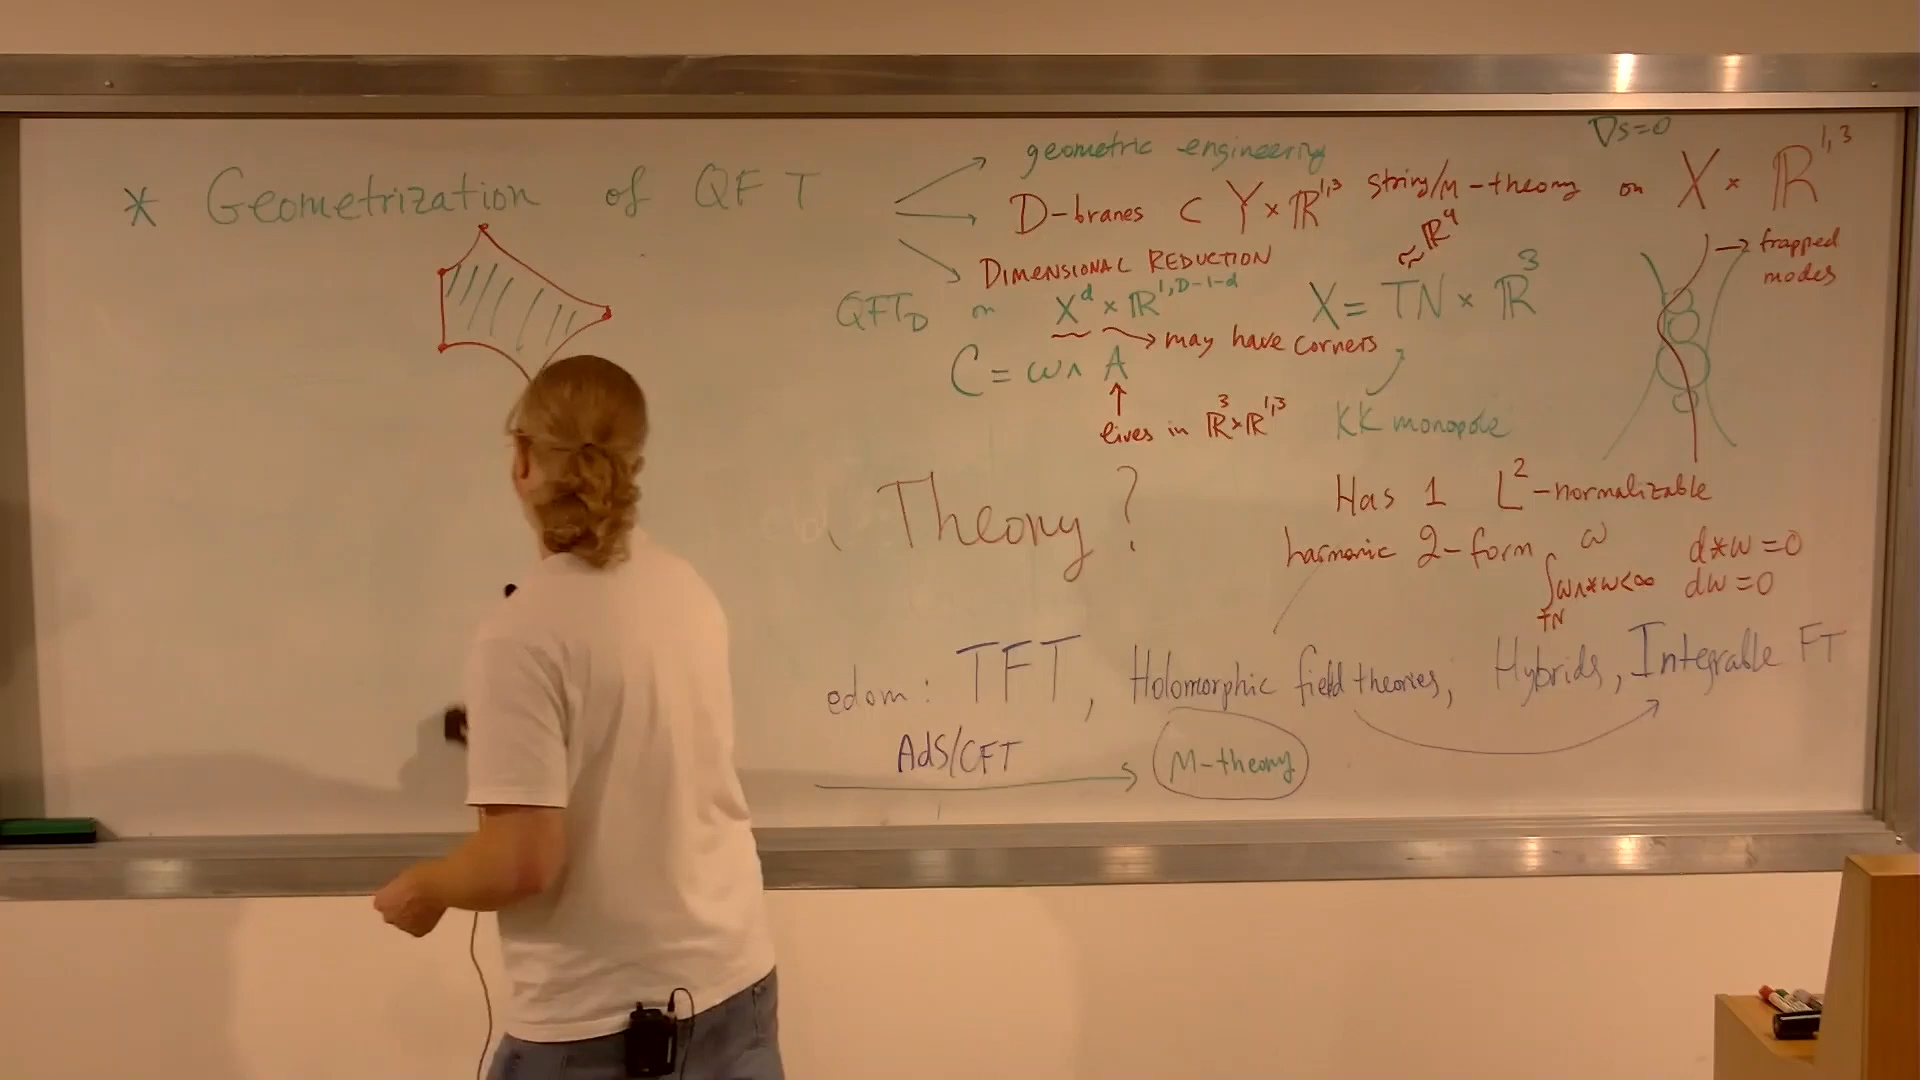 * Geometrization of QFT
geometric engineering
D-branes ⊂ Y × ℝ^{1,3}
DIMENSIONAL REDUCTION
QFT_D on X^d × ℝ^{1,D-1-d}
may have corners
C = ω ∧ A
lives in ℝ^3 × ℝ^{1,3}
∇s=0
String/M-theory on X × ℝ^{1,3}
≈ ℝ^4
X = TN × ℝ^3
KK monopole
trapped modes
Has 1 L^2-normalizable
harmonic 2-form ω
d*ω = 0
∫_{TN} ω∧*ω<∞ dω = 0
Theory?
edom: TFT, Holomorphic field theories, Hybrids, Integrable FT
AdS/CFT
M-theory